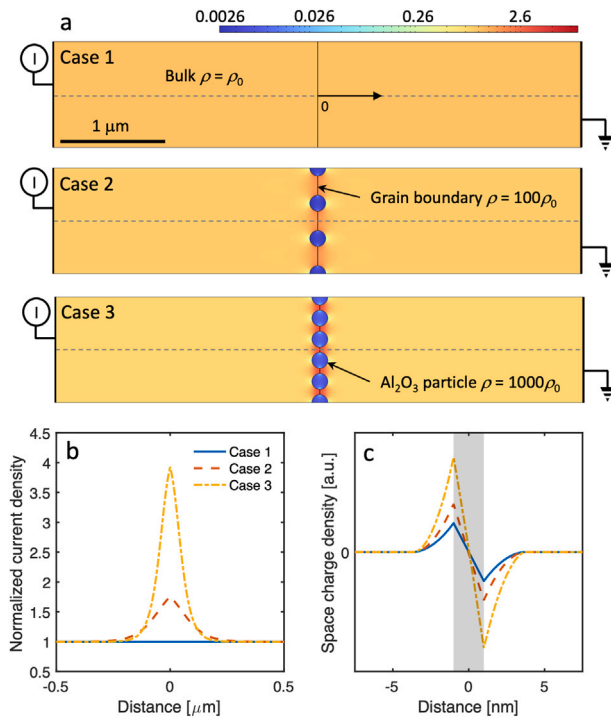 0.0026 0.026 0.26 2.6
a
I
Case 1
Bulk ρ = ρ0
0
1 μm
I
Case 2
Grain boundary ρ = 100ρ0
I
Case 3
Al2O3 particle ρ = 1000ρ0
b
Case 1
Case 2
Case 3
4.5
4
3.5
3
2.5
2
1.5
1
0.5
Normalized current density
-0.5 0 0.5
Distance [μm]
c
Space charge density [a.u.]
0
-5 0 5
Distance [nm]